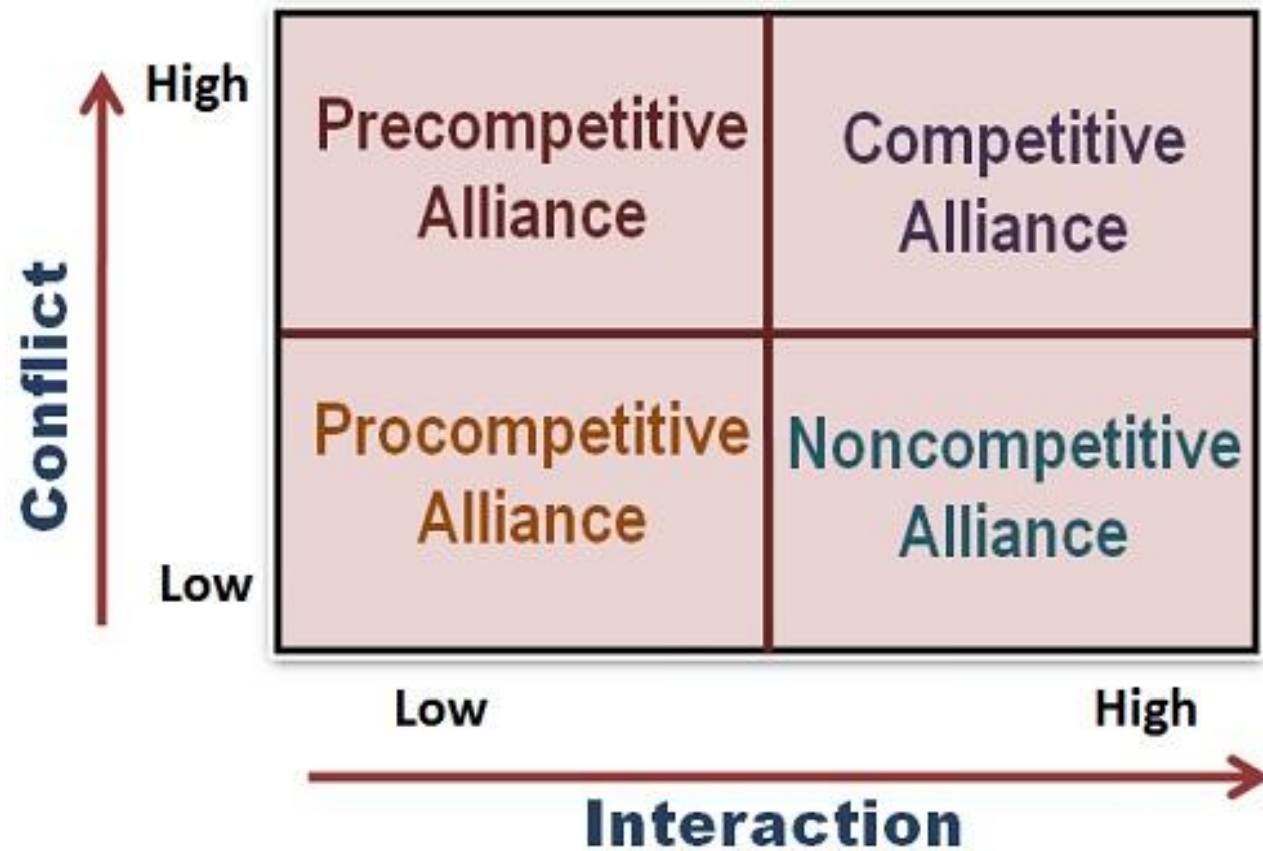 High
Precompetitive
Alliance
Competitive
Alliance
Conflict
Procompetitive
Alliance
Noncompetitive
Alliance
Low
Low
High
Interaction